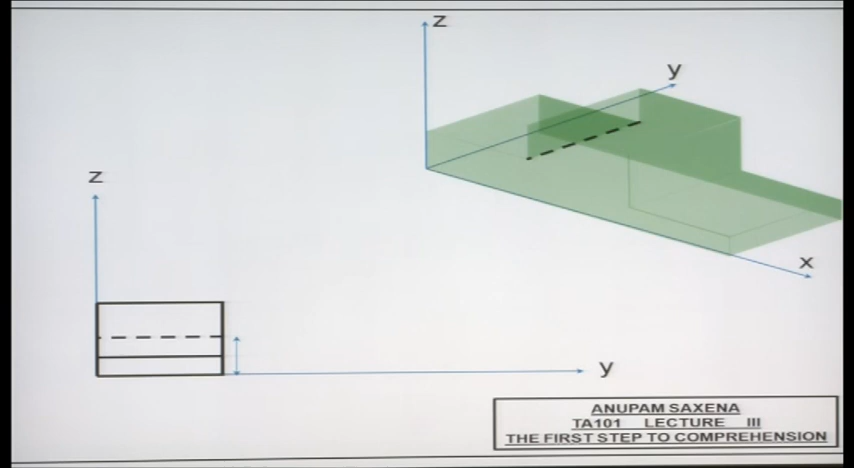 z
y
x
z
y
ANUPAM SAXENA
TA101 LECTURE III
THE FIRST STEP TO COMPREHENSION